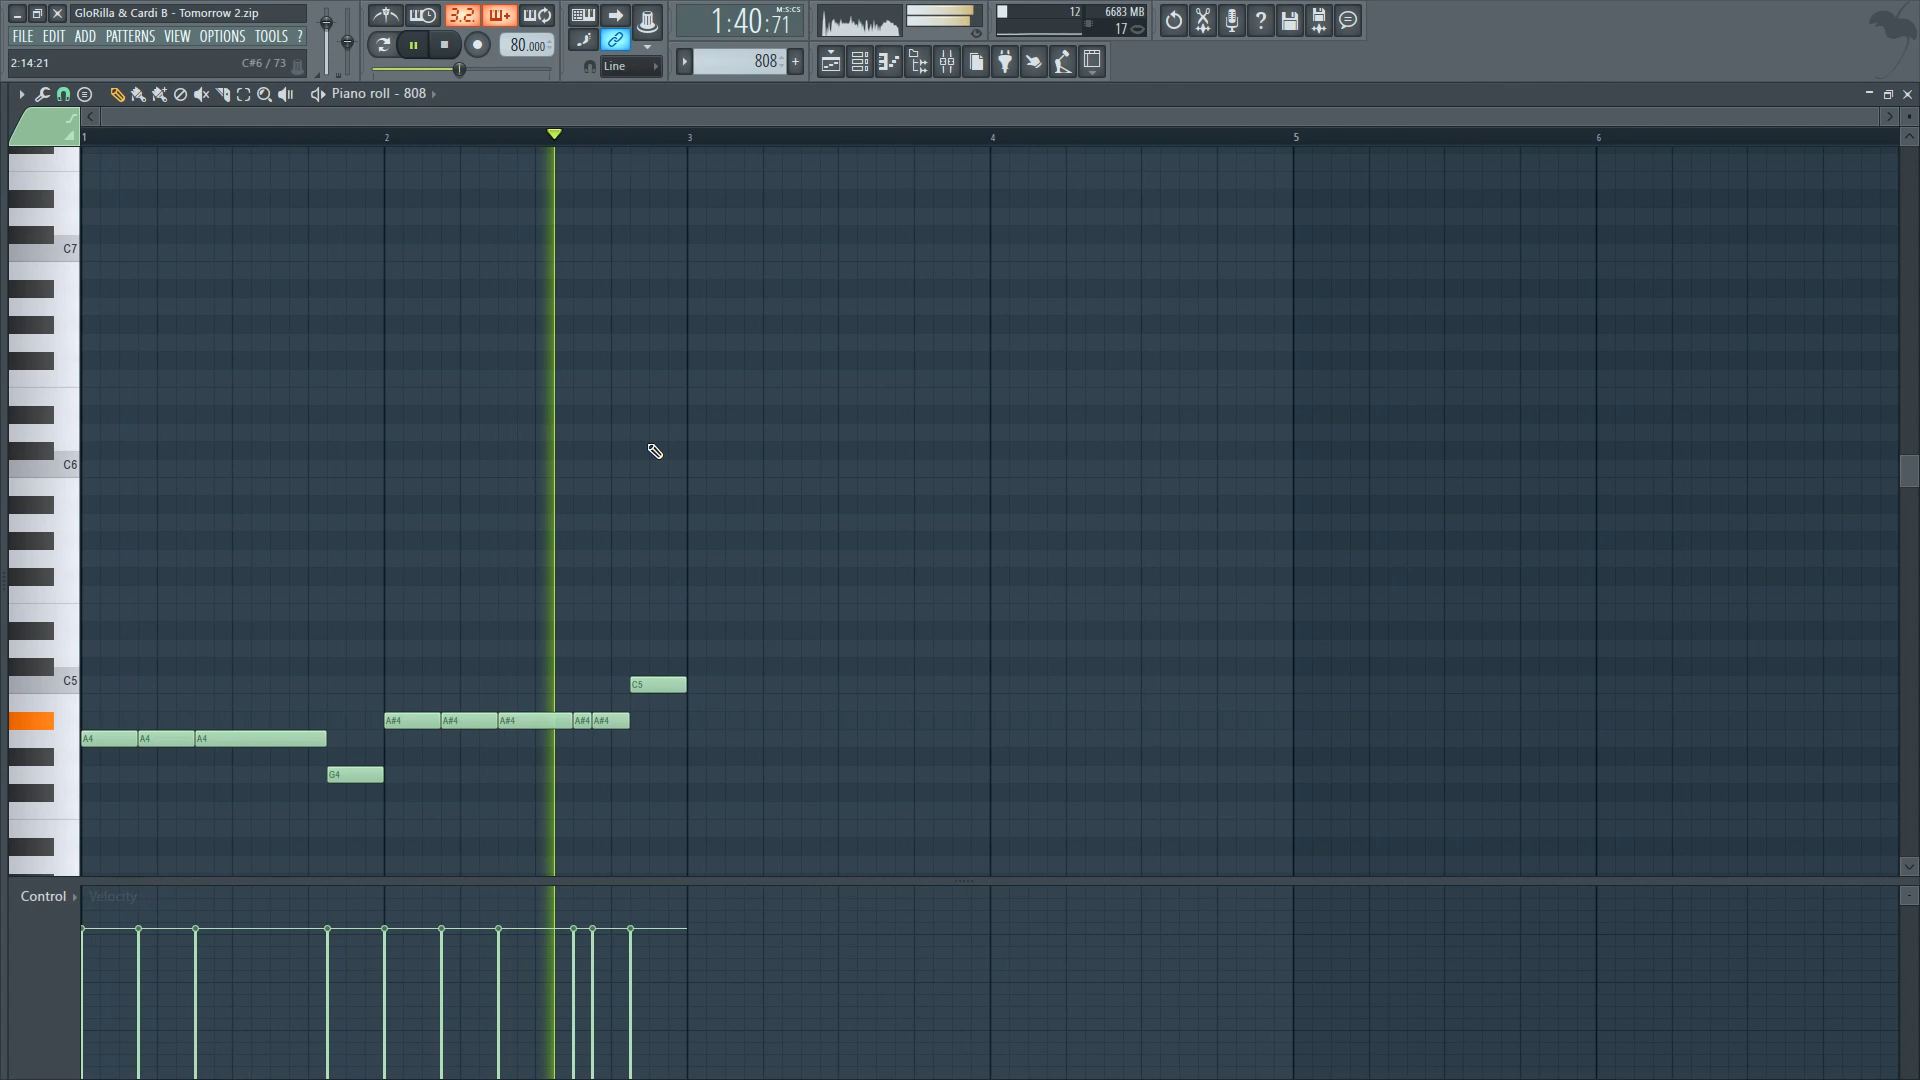 GloRilla & Cardi B - Tomorrow 2.zip
FILE EDIT ADD PATTERNS VIEW OPTIONS TOOLS ?
2:14:21 C#6 / 73
3.2.
80.000
Line
1:40:71 M:S:CS
808
12 6683 MB
17
Piano roll - 808
1 2 3 4 5 6
C7
C6
C5
C5
A#4 A#4 A#4 A#4 A#4
A4 A4 A4
G4
Control Velocity